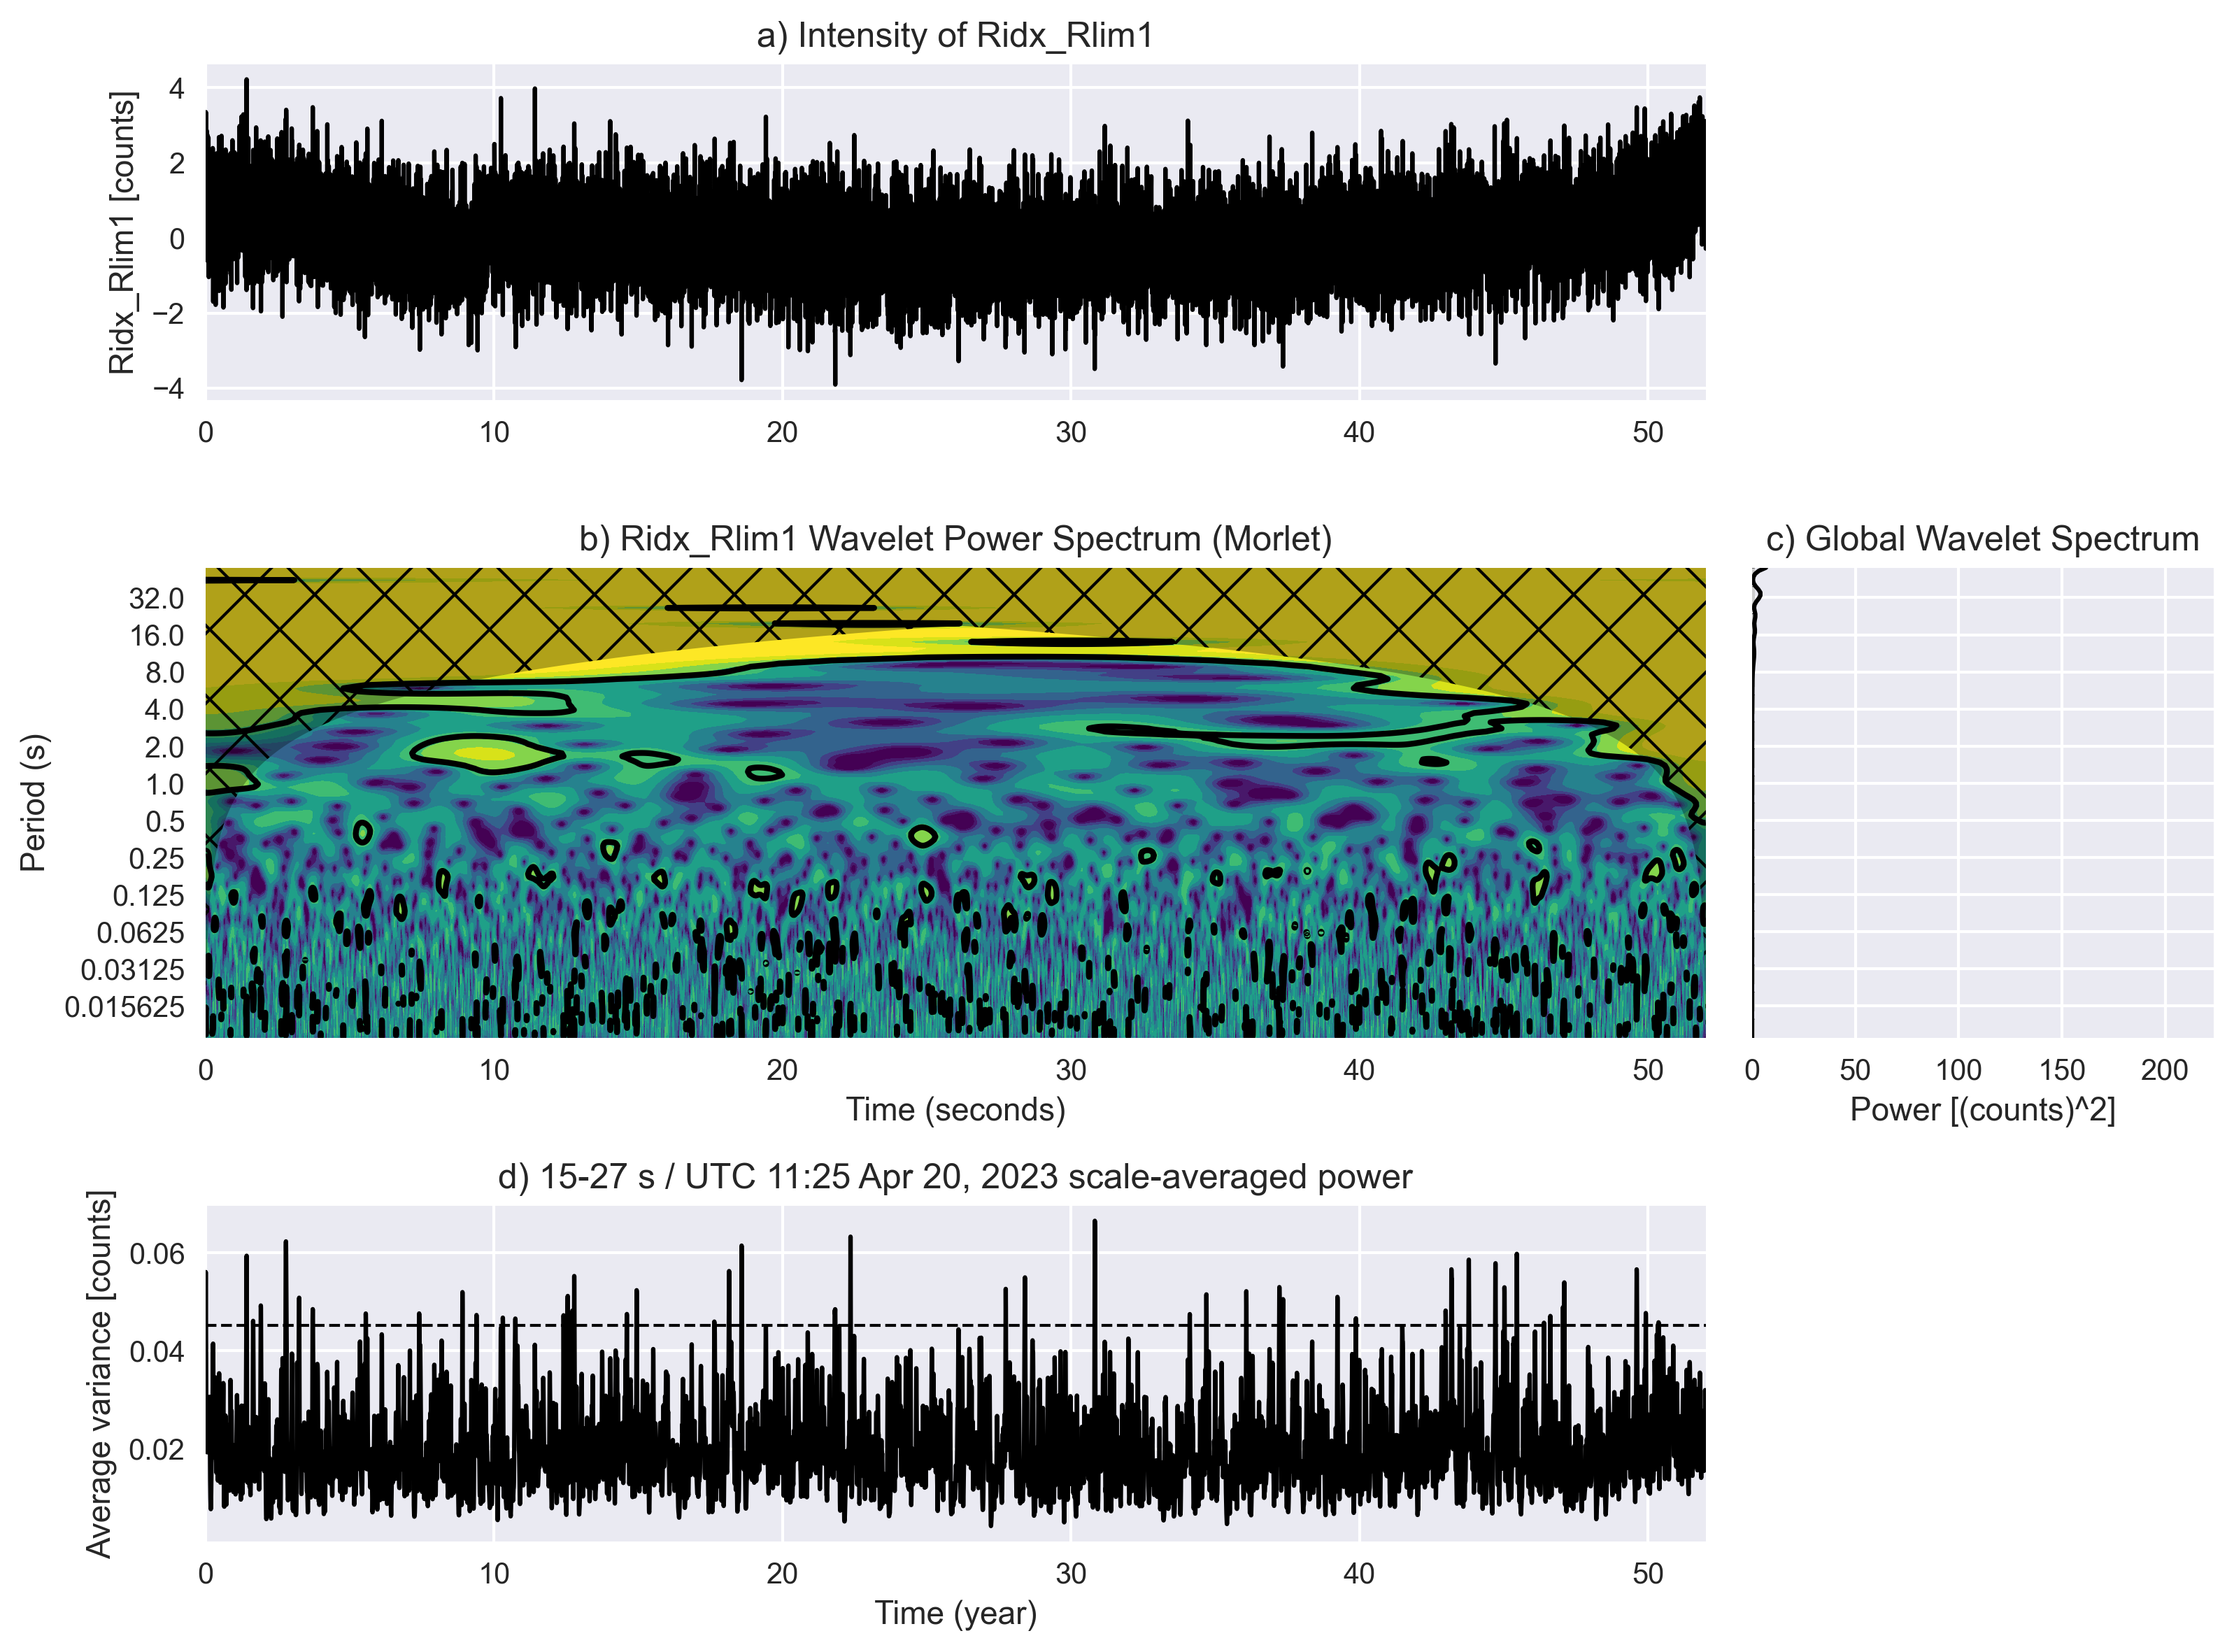 a) Intensity of Ridx_Rlim1
Ridx_Rlim1 [counts]
4
2
0
−2
−4
0 10 20 30 40 50
b) Ridx_Rlim1 Wavelet Power Spectrum (Morlet)
Period (s)
32.0
16.0
8.0
4.0
2.0
1.0
0.5
0.25
0.125
0.0625
0.03125
0.015625
0 10 20 30 40 50
Time (seconds)
c) Global Wavelet Spectrum
0 50 100 150 200
Power [(counts)^2]
d) 15-27 s / UTC 11:25 Apr 20, 2023 scale-averaged power
Average variance [counts]
0.06
0.04
0.02
0 10 20 30 40 50
Time (year)